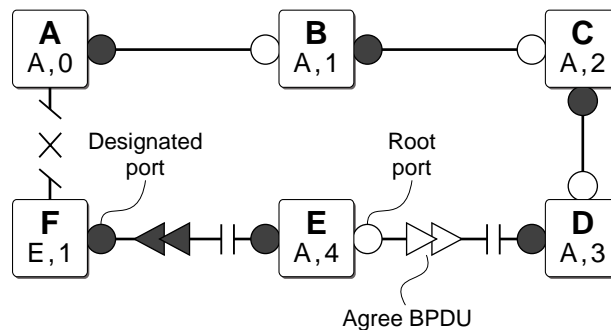 A
A,0
B
A,1
C
A,2
Designated
port
Root
port
F
E,1
E
A,4
D
A,3
Agree BPDU